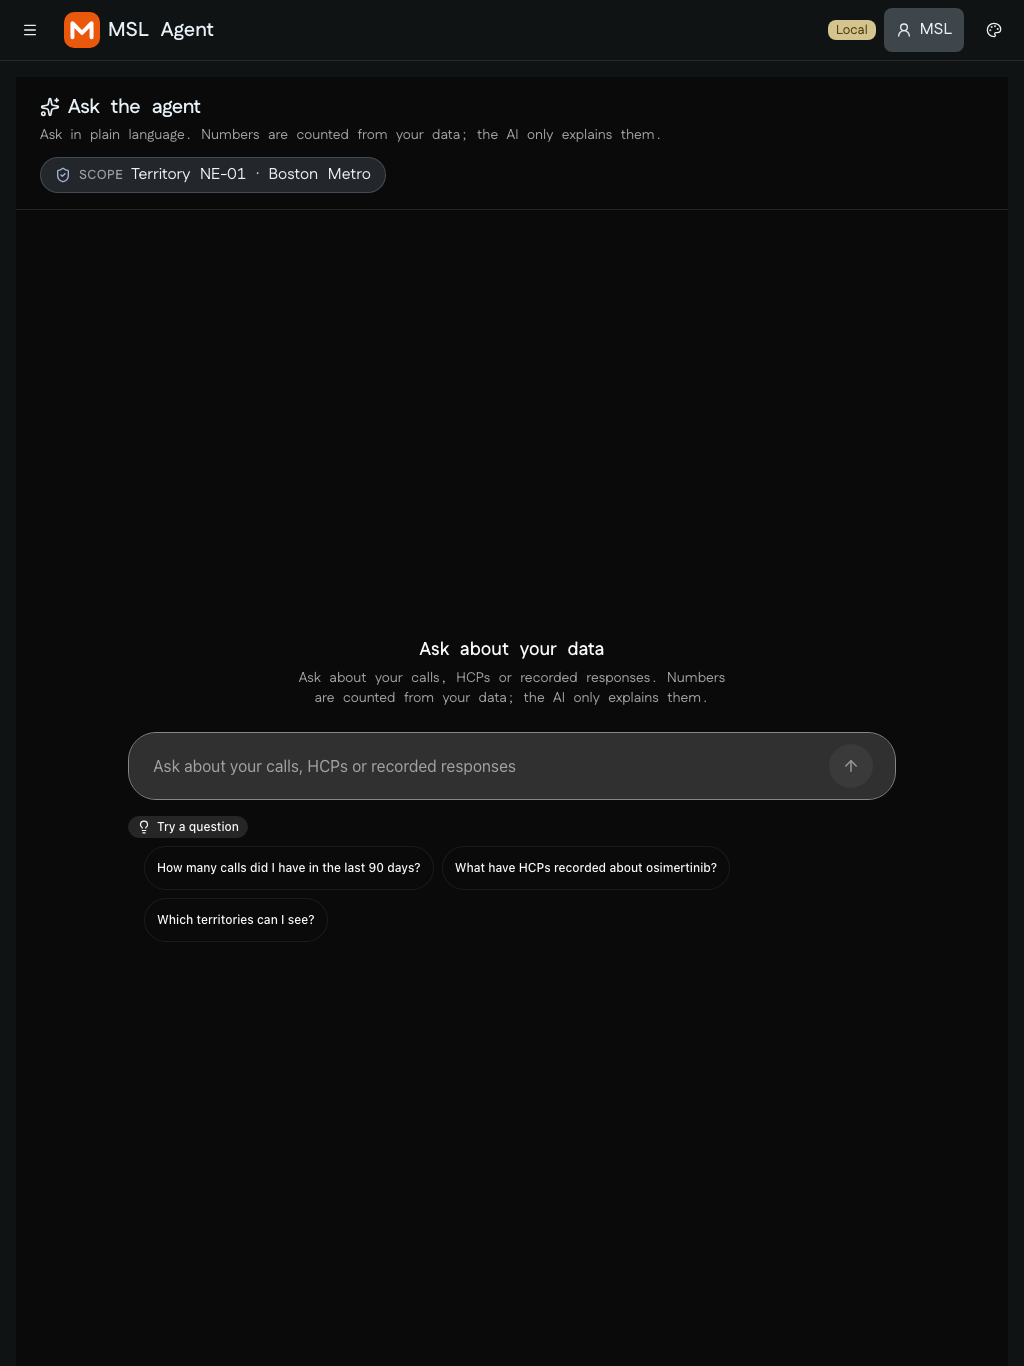 MSL Agent
Local
MSL
Ask the agent
Ask in plain language. Numbers are counted from your data; the AI only explains them.
SCOPE Territory NE-01 · Boston Metro
Ask about your data
Ask about your calls, HCPs or recorded responses. Numbers
are counted from your data; the AI only explains them.
Ask about your calls, HCPs or recorded responses
Try a question
How many calls did I have in the last 90 days?
What have HCPs recorded about osimertinib?
Which territories can I see?